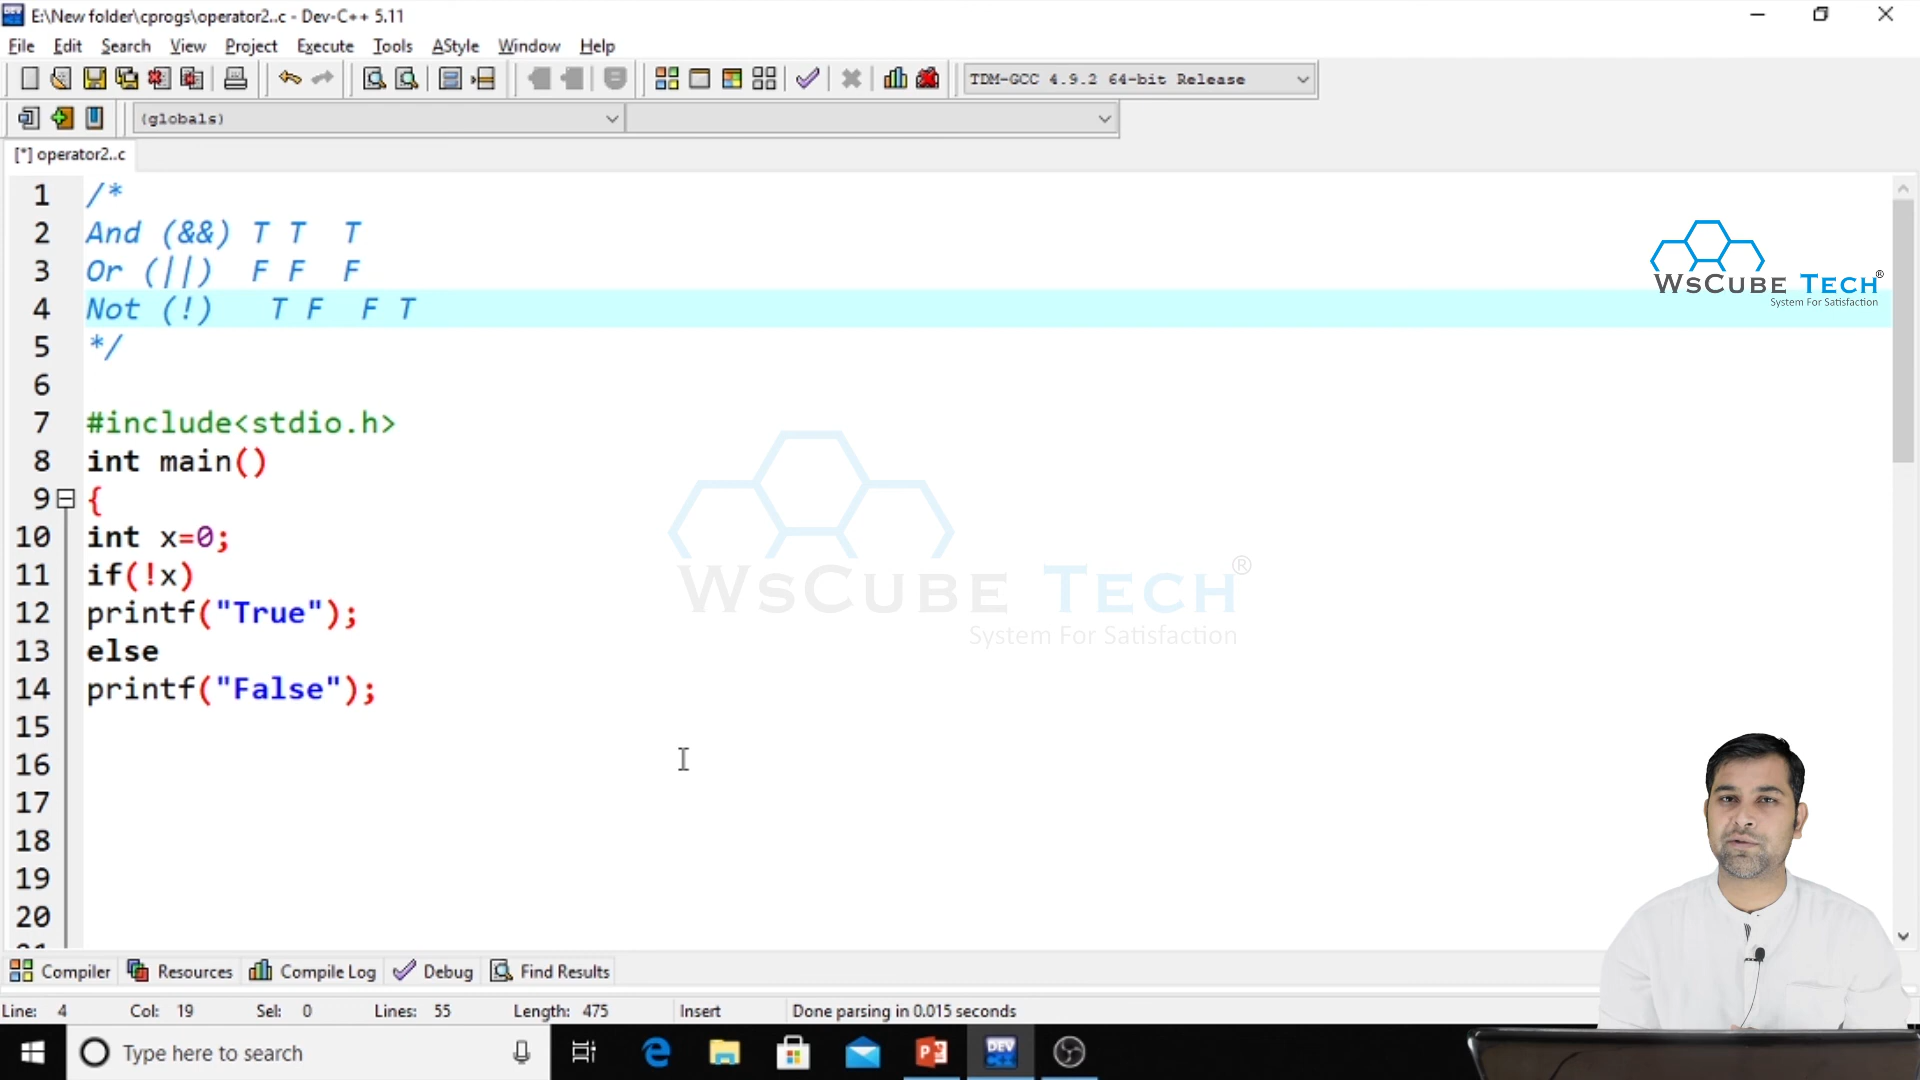 E:\New folder\cprogs\operator2..c - Dev-C++ 5.11
File Edit Search View Project Execute Tools AStyle Window Help
TDM-GCC 4.9.2 64-bit Release
(globals)
[*] operator2..c
1 /*
2 And (&&) T T T
3 Or (||) F F F
4 Not (!) T F F T
5 */
6
7 #include<stdio.h>
8 int main()
9 {
10 int x=0;
11 if(!x)
12 printf("True");
13 else
14 printf("False");
15
16
17
18
19
20
WsCube Tech®
System For Satisfaction
WsCube Tech®
System For Satisfaction
Compiler Resources Compile Log Debug Find Results
Line: 4 Col: 19 Sel: 0 Lines: 55 Length: 475 Insert Done parsing in 0.015 seconds
Type here to search
DEV